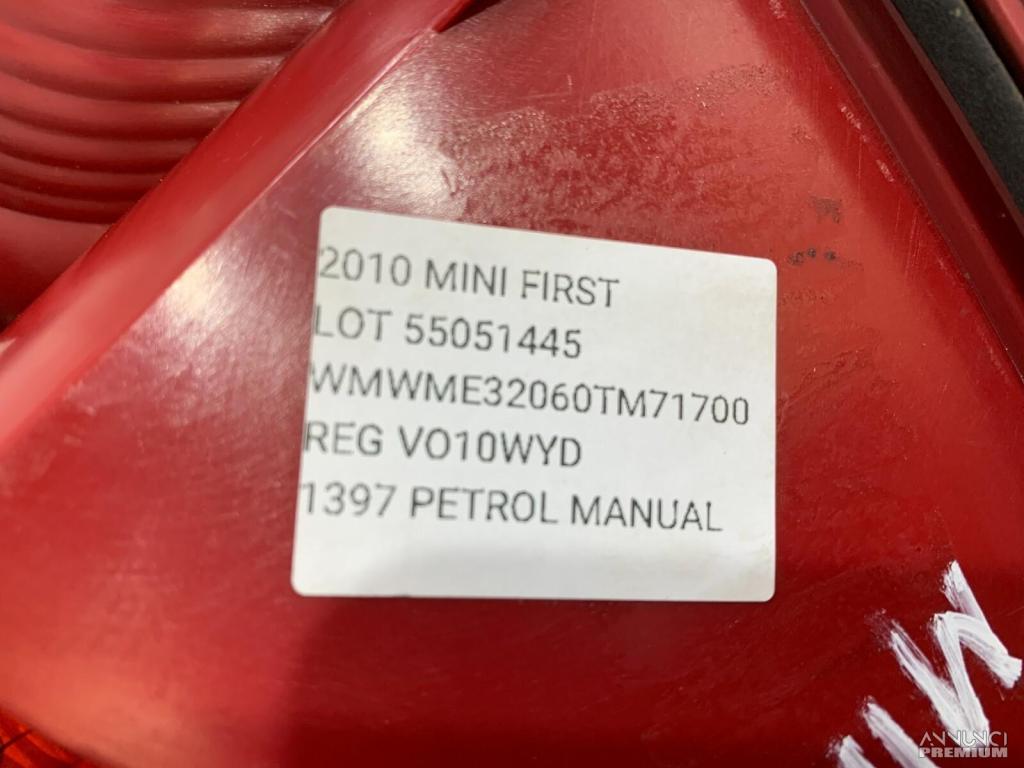 2010 MINI FIRST
LOT 55051445
WMWME32060TM71700
REG VO10WYD
1397 PETROL MANUAL
ANNUNCI
PREMIUM